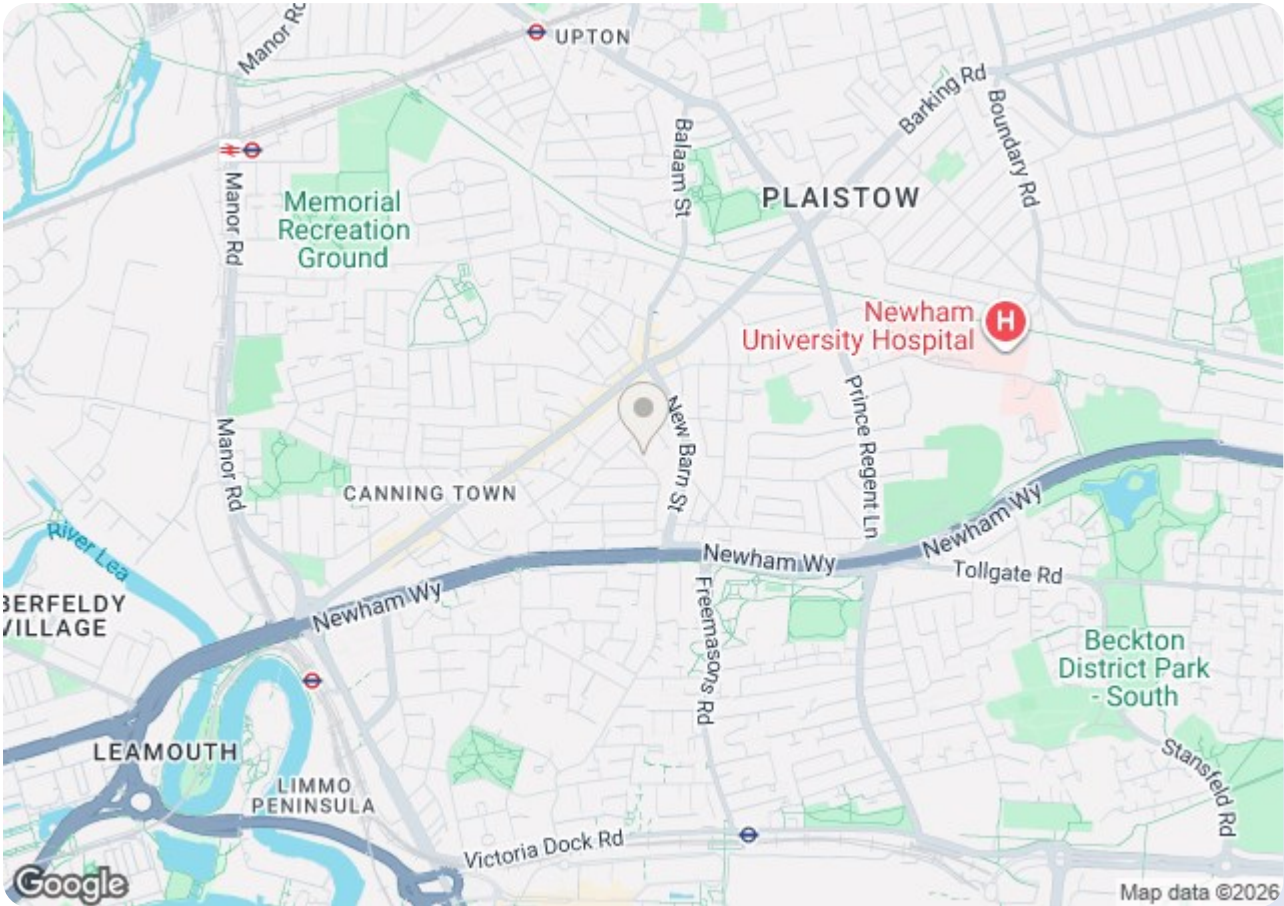 Manor Rd
UPTON
Barking Rd
Boundary Rd
Balaam St
Manor Rd
Memorial
Recreation
Ground
PLAISTOW
Newham
University Hospital
H
Prince Regent Ln
New Barn St
Manor Rd
CANNING TOWN
Newham Wy
River Lea
Newham Wy
Tollgate Rd
BERFELDY
VILLAGE
Newham Wy
Freemasons Rd
Beckton
District Park
- South
LEAMOUTH
LIMMO
PENINSULA
Stansfeld Rd
Victoria Dock Rd
Google
Map data ©2026